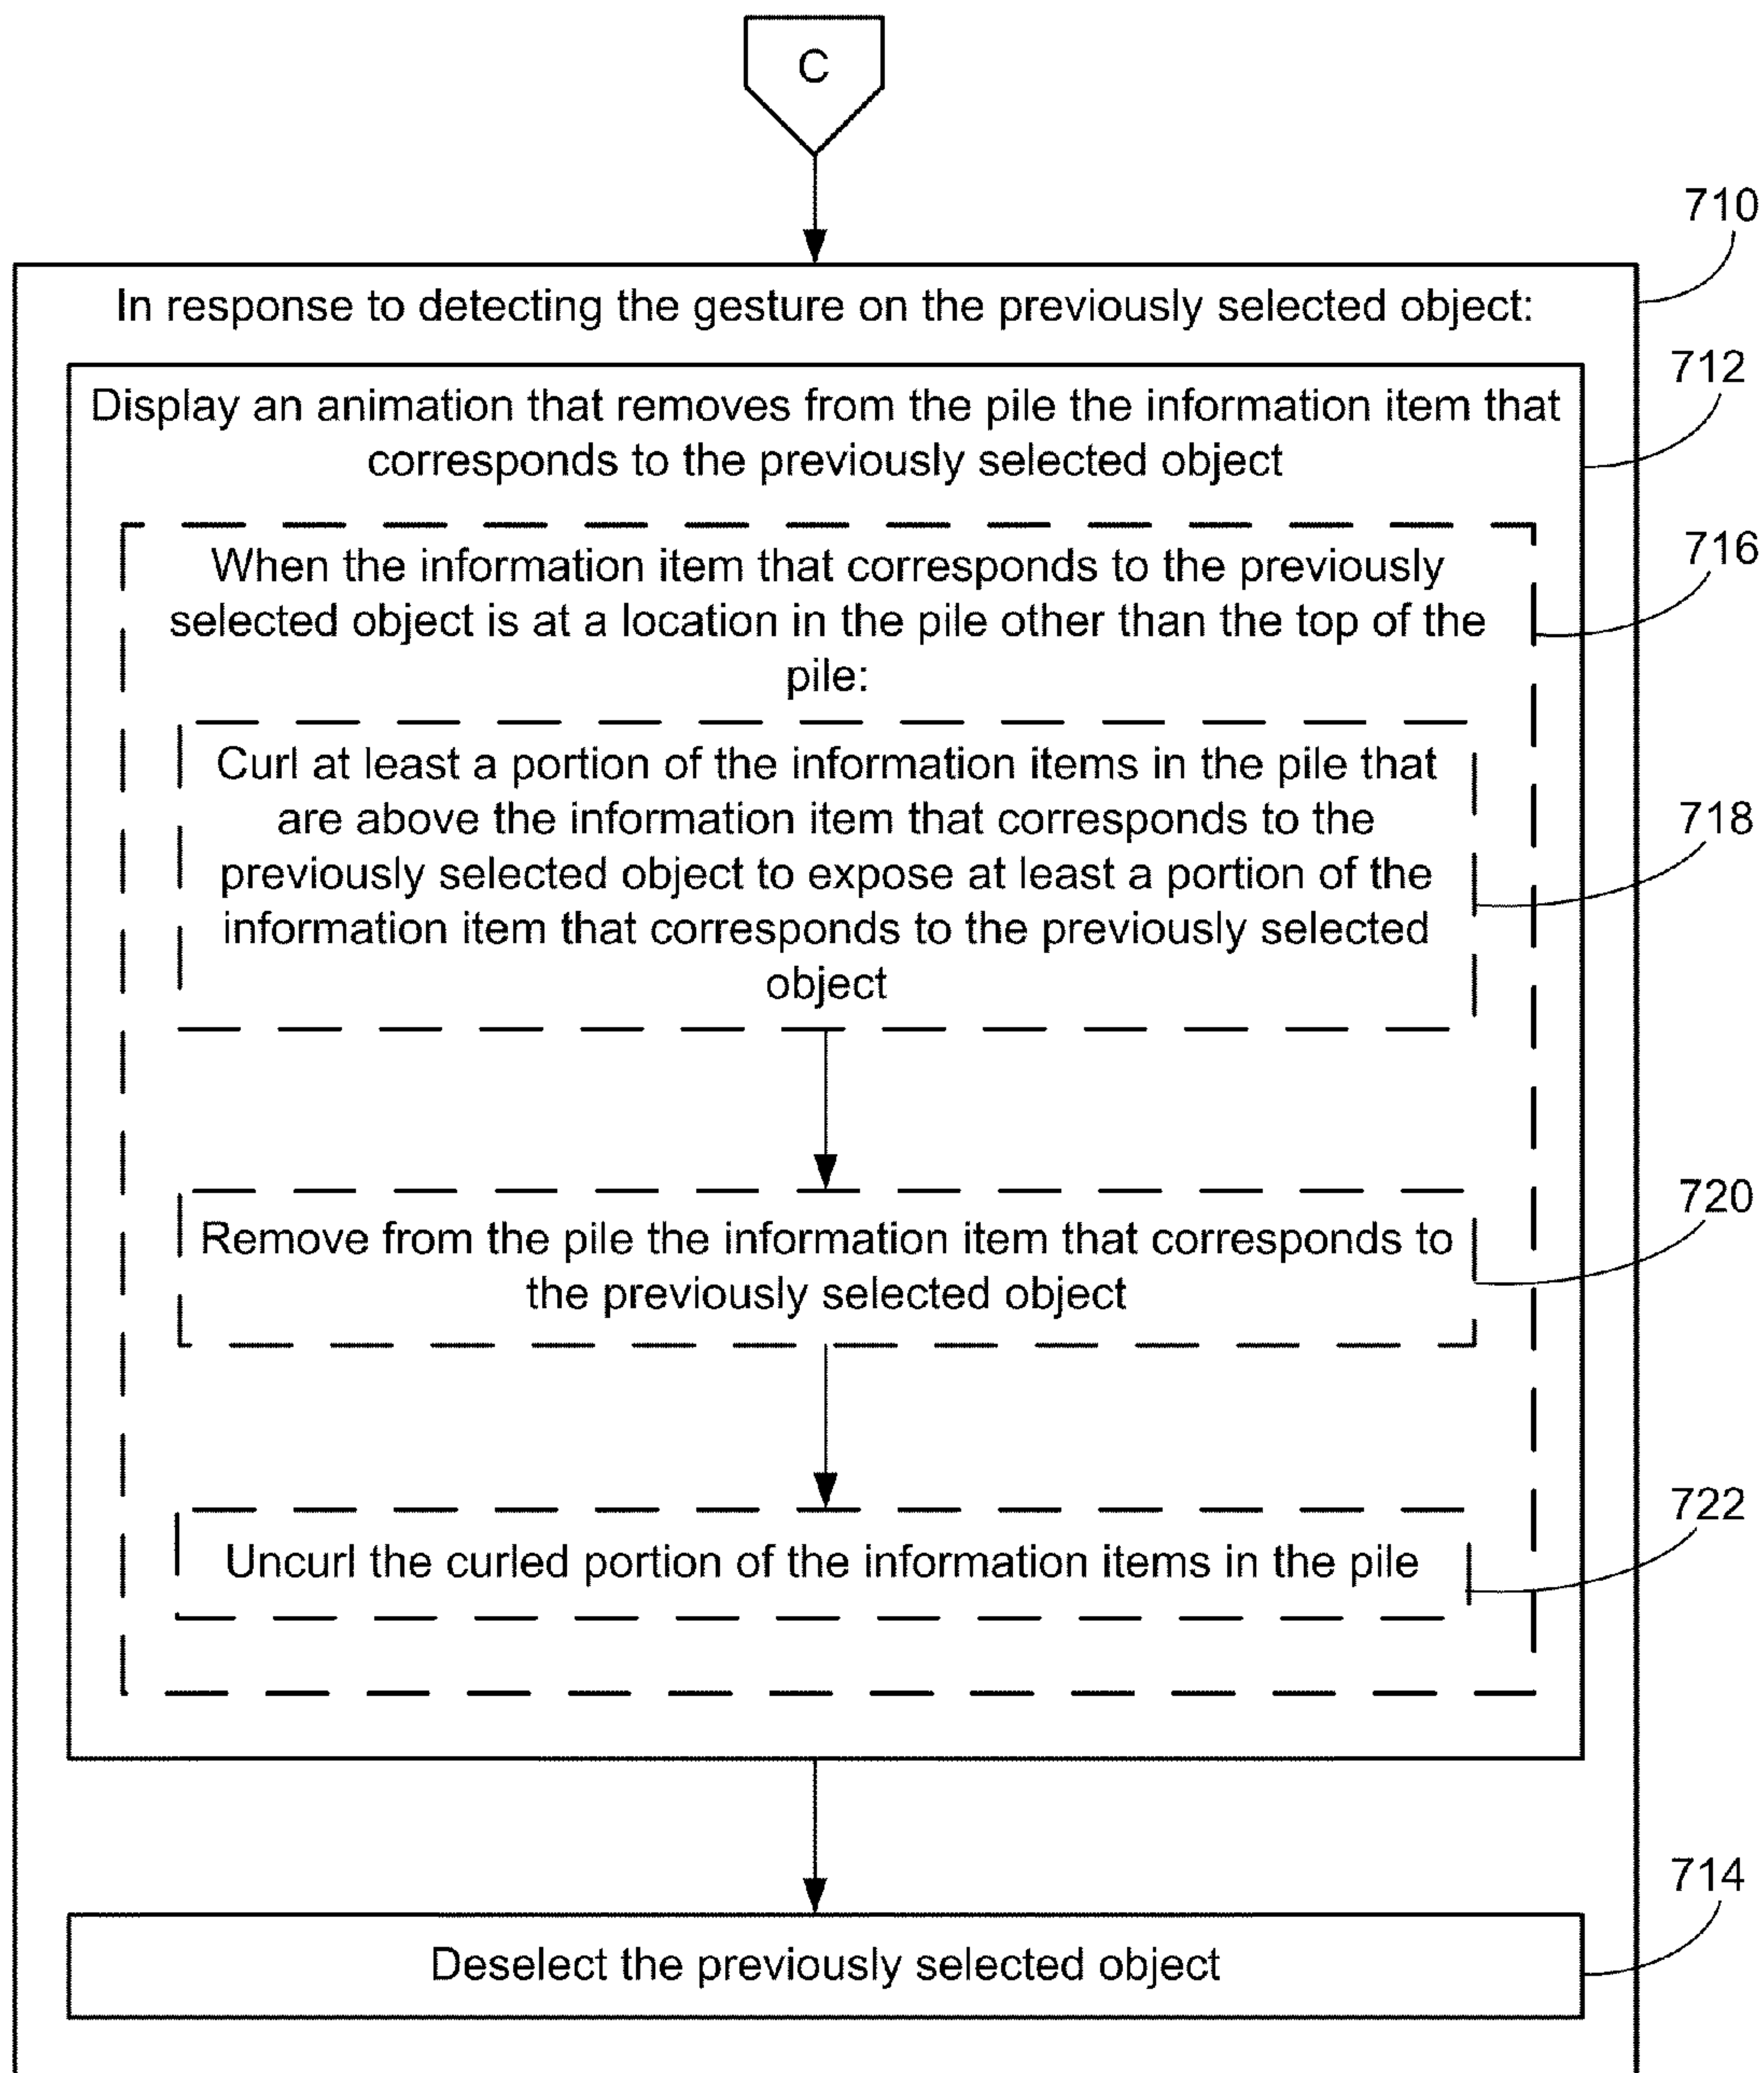 C
710
In response to detecting the gesture on the previously selected object:
712
Display an animation that removes from the pile the information item that
corresponds to the previously selected object
716
When the information item that corresponds to the previously
selected object is at a location in the pile other than the top of the
pile:
Curl at least a portion of the information items in the pile that
are above the information item that corresponds to the
718
previously selected object to expose at least a portion of the
information item that corresponds to the previously selected
object
720
Remove from the pile the information item that corresponds to
the previously selected object
722
Uncurl the curled portion of the information items in the pile
714
Deselect the previously selected object